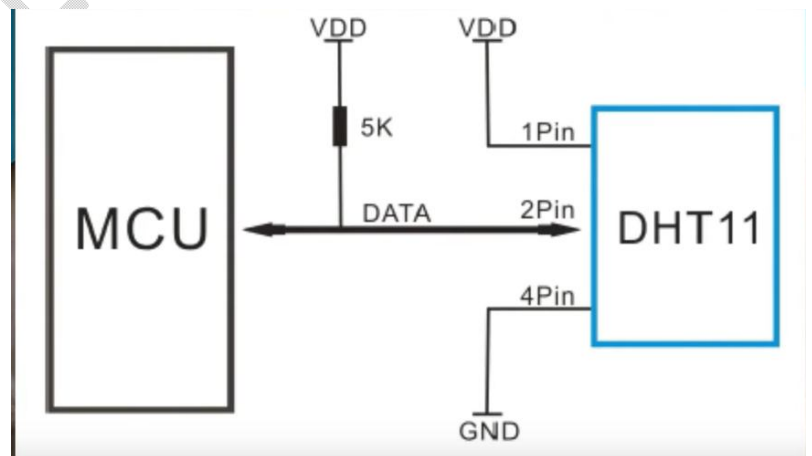 VDD
VDD
5K
1Pin
MCU
DATA
2Pin
DHT11
4Pin
GND